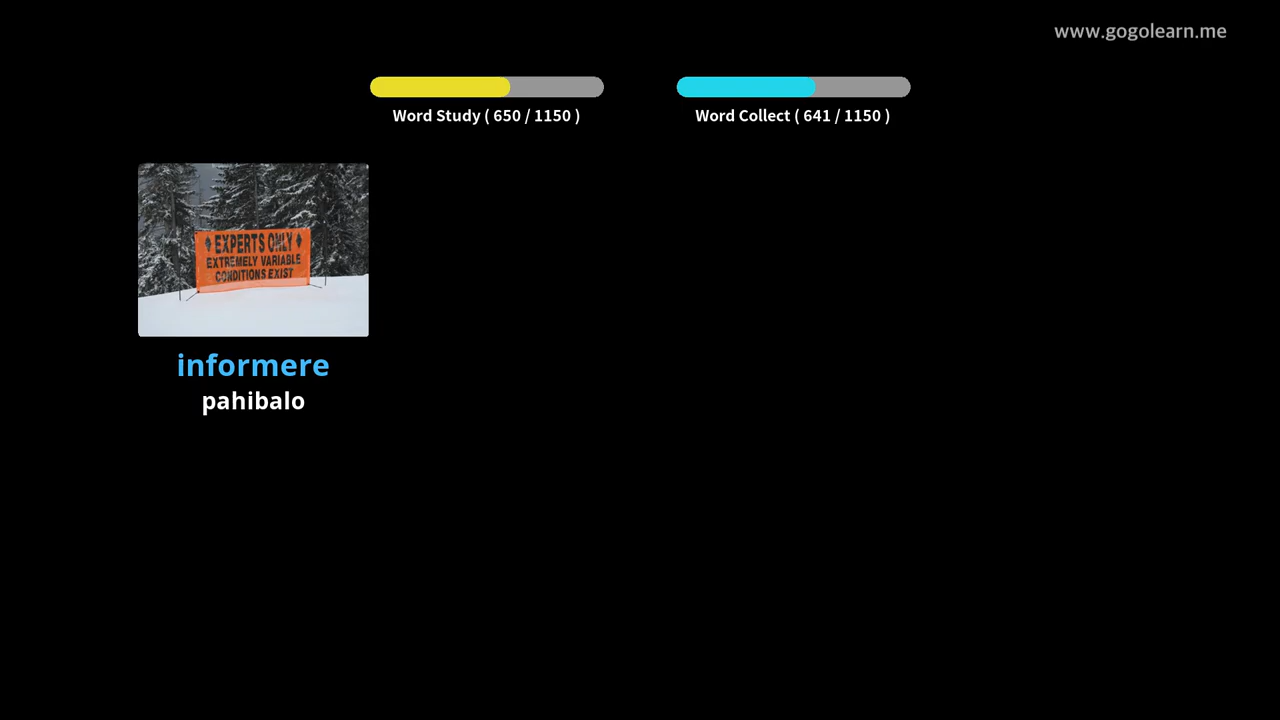 www.gogolearn.me
Word Study ( 650 / 1150 )
Word Collect ( 641 / 1150 )
EXPERTS ONLY
EXTREMELY VARIABLE
CONDITIONS EXIST
informere
pahibalo